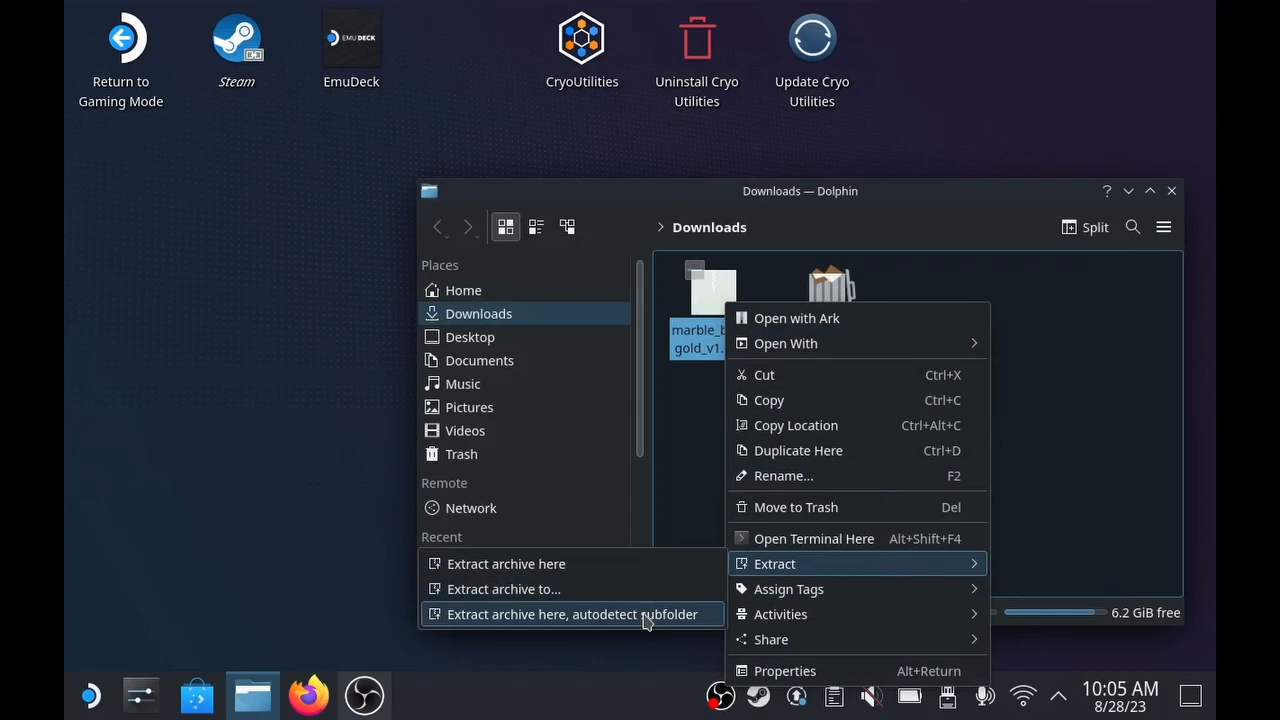 Return to
Gaming Mode
Steam
EMUDECK
EmuDeck
CryoUtilities
Uninstall Cryo
Utilities
Update Cryo
Utilities
Downloads — Dolphin
Downloads
Split
Places
Home
Downloads
Desktop
Documents
Music
Pictures
Videos
Trash
Remote
Network
Recent
marble_b
gold_v1.
Open with Ark
Open With
Cut Ctrl+X
Copy Ctrl+C
Copy Location Ctrl+Alt+C
Duplicate Here Ctrl+D
Rename... F2
Move to Trash Del
Open Terminal Here Alt+Shift+F4
Extract
Assign Tags
Activities
Share
Properties Alt+Return
Extract archive here
Extract archive to...
Extract archive here, autodetect subfolder
6.2 GiB free
10:05 AM
8/28/23